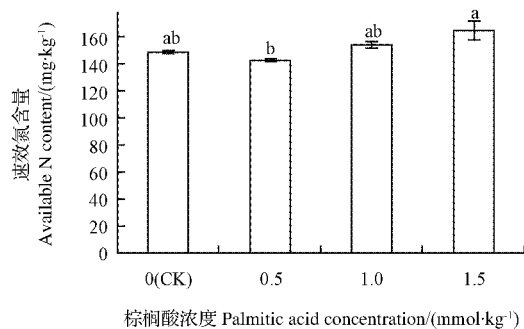 速效氮含量
Available N content/(mg·kg⁻¹)
160
140
120
100
80
60
40
20
0
ab
b
ab
a
0(CK)
0.5
1.0
1.5
棕榈酸浓度 Palmitic acid concentration/(mmol·kg⁻¹)